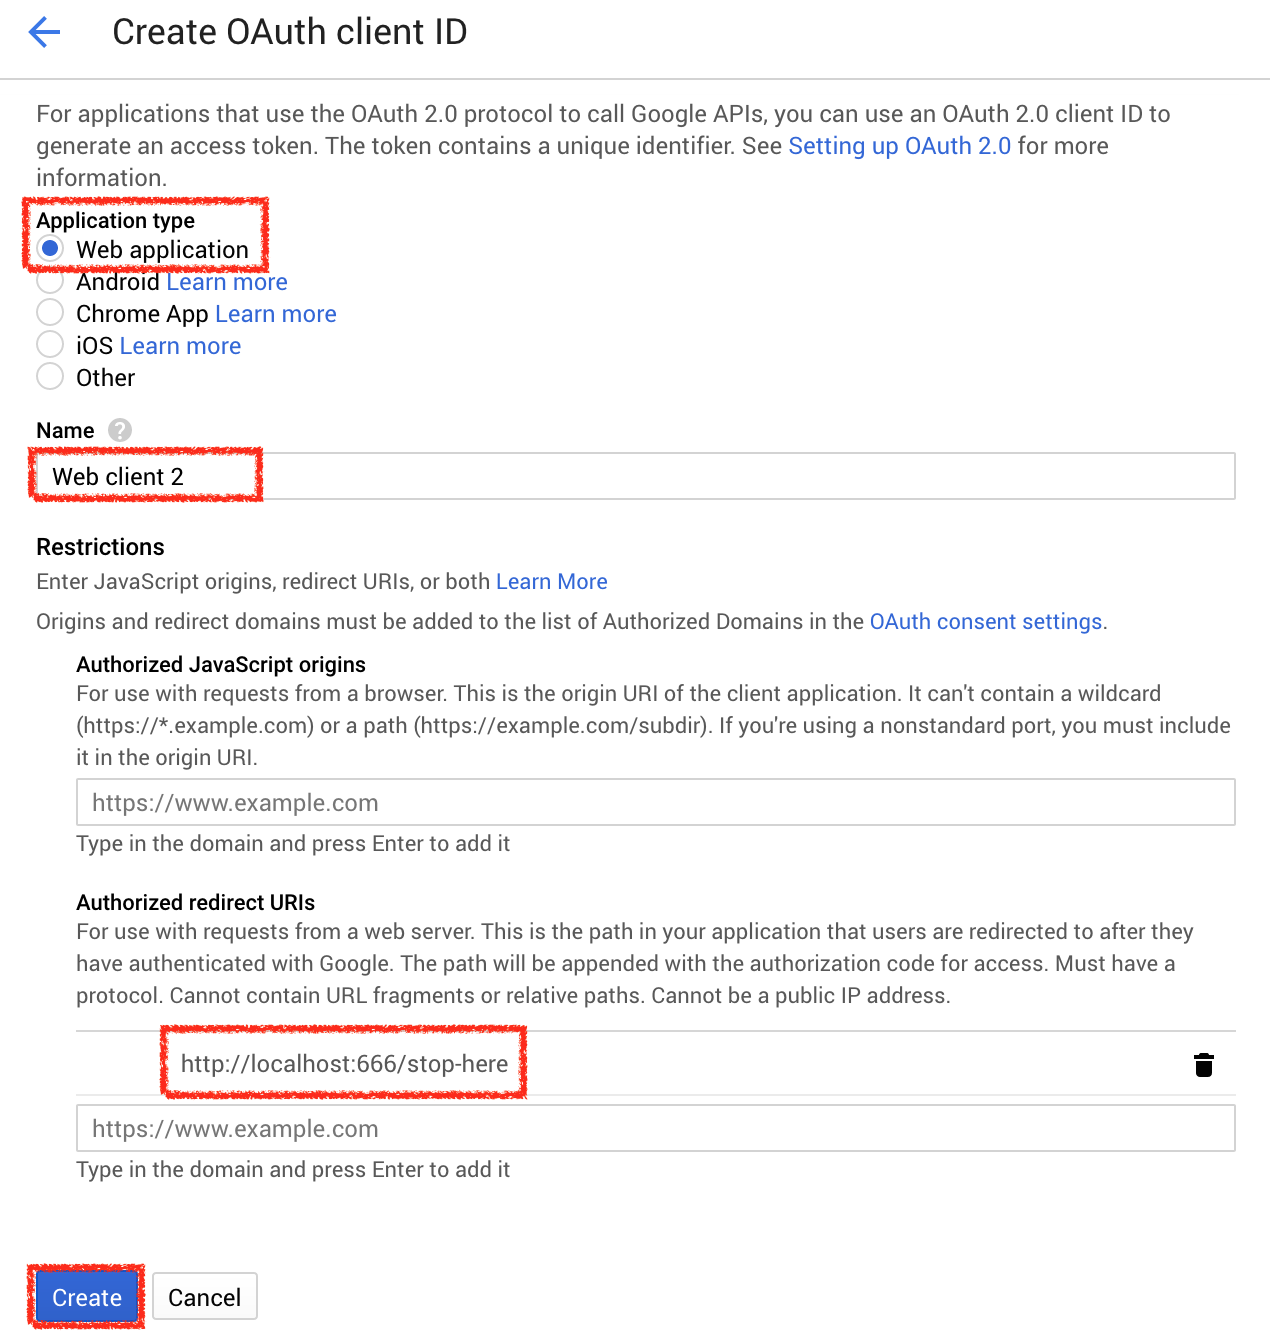 Create OAuth client ID
For applications that use the OAuth 2.0 protocol to call Google APIs, you can use an OAuth 2.0 client ID to
generate an access token. The token contains a unique identifier. See Setting up OAuth 2.0 for more
information.
Application type
Web application
Android Learn more
Chrome App Learn more
iOS Learn more
Other
Name ?
Web client 2
Restrictions
Enter JavaScript origins, redirect URIs, or both Learn More
Origins and redirect domains must be added to the list of Authorized Domains in the OAuth consent settings.
Authorized JavaScript origins
For use with requests from a browser. This is the origin URI of the client application. It can't contain a wildcard
(https://*.example.com) or a path (https://example.com/subdir). If you're using a nonstandard port, you must include
it in the origin URI.
https://www.example.com
Type in the domain and press Enter to add it
Authorized redirect URIs
For use with requests from a web server. This is the path in your application that users are redirected to after they
have authenticated with Google. The path will be appended with the authorization code for access. Must have a
protocol. Cannot contain URL fragments or relative paths. Cannot be a public IP address.
http://localhost:666/stop-here
https://www.example.com
Type in the domain and press Enter to add it
Create Cancel